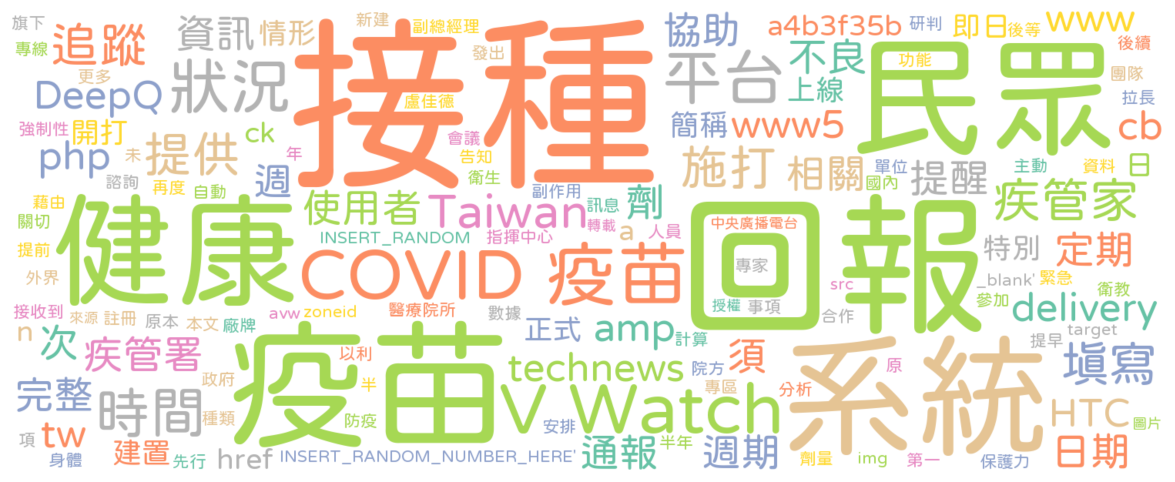 旗下
專線
追蹤
更多
資訊
情形
新建
副總經理
發出
接種
協助
a4b3f35b
研判
即日
後等
www
後續
團隊
功能
不良
上線
民眾
平台
狀況
DeepQ
盧佳德
簡稱
www5
拉長
cb
強制性
開打
ck
會議
告知
衛生
年
php
未
提供
諮詢
再度
自動
週
施打
相關
單位
國內
提醒
主動
資料
日
疾管家
藉由
關切
提前
外界
健康
使用者
副作用
Taiwan
劑
訊息
轉載
a
人員
INSERT_RANDOM
指揮中心
中央廣播電台
專家
回報
特別
定期
_blank'
緊急
衛教
參加
COVID
疫苗
授權
事項
src
合作
delivery
target
提早
接收到
來源
註冊
原本
本文
廠牌
avw
zoneid
醫療院所
數據
正式
amp
計算
n
次
疾管署
以利
半
疫苗
technews
院方
須
專區
分析
原
系統
填寫
政府
完整
時間
種類
防疫
V
Watch
安排
HTC
圖片
項
tw
身體
建置
先行
href
INSERT_RANDOM_NUMBER_HERE'
通報
半年
週期
劑量
img
第一
保護力
日期